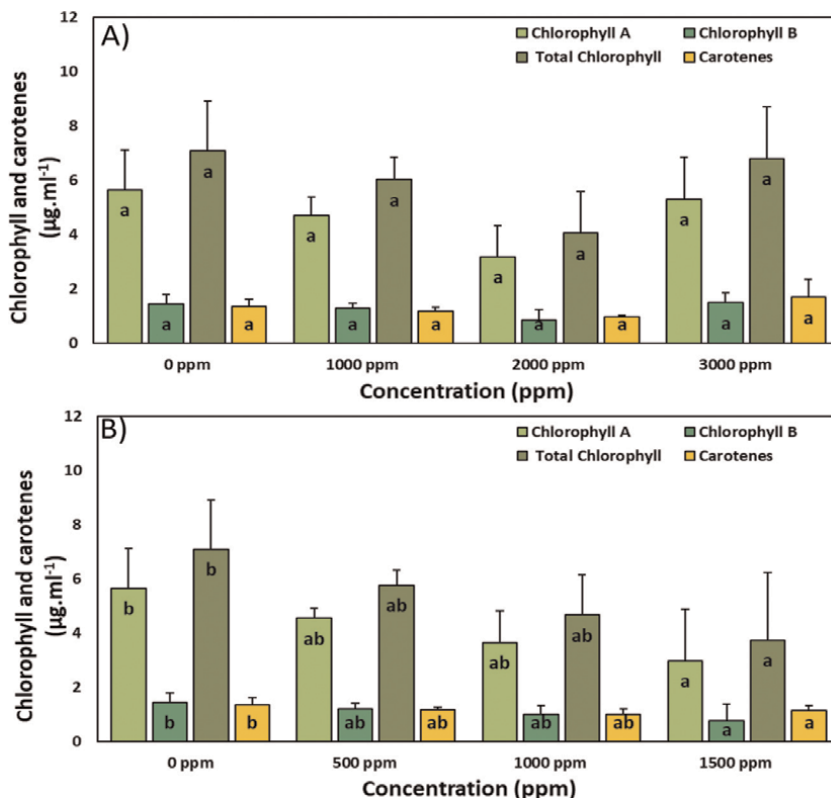 A)
Chlorophyll A Chlorophyll B
Total Chlorophyll Carotenes
Chlorophyll and carotenes
(µg.ml-1)
12
10
8
6
4
2
0
a a a a a a a a a a a a a a a a
0 ppm 1000 ppm 2000 ppm 3000 ppm
Concentration (ppm)
B)
Chlorophyll A Chlorophyll B
Total Chlorophyll Carotenes
Chlorophyll and carotenes
(µg.ml-1)
12
10
8
6
4
2
0
b b b b ab ab ab ab ab ab ab ab a a a a
0 ppm 500 ppm 1000 ppm 1500 ppm
Concentration (ppm)